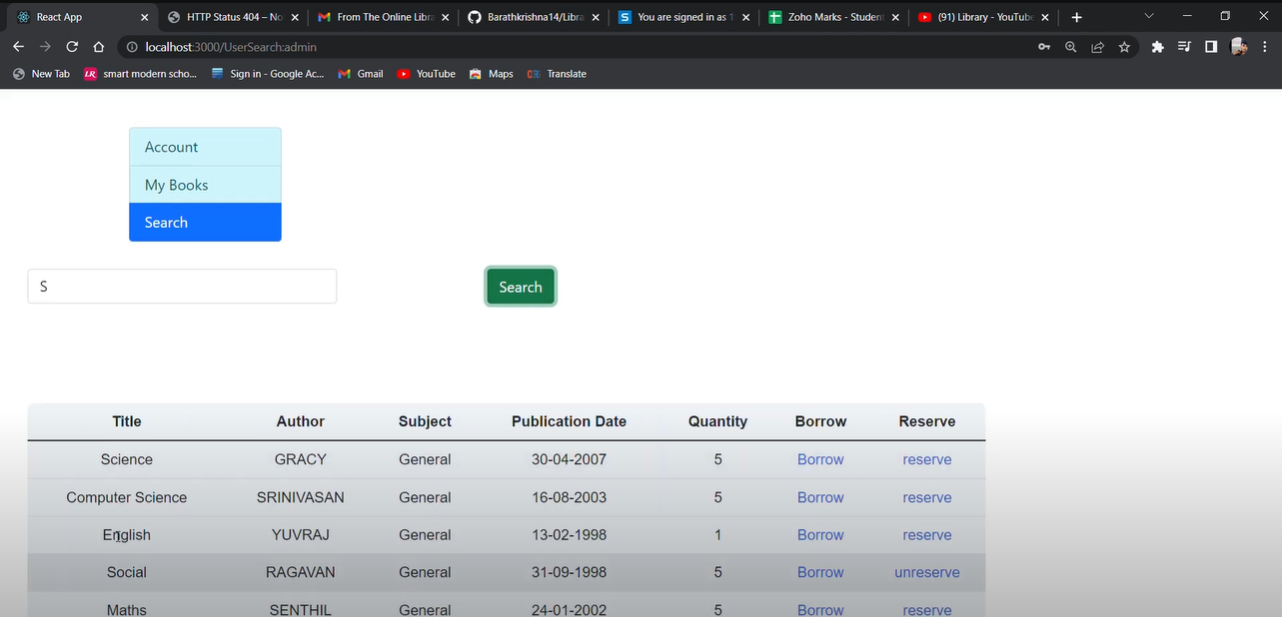 React App
HTTP Status 404 – No
From The Online Libra
Barathkrishna14/Libra
S You are signed in as 1
Zoho Marks - Student
(91) Library - YouTube
localhost:3000/UserSearch:admin
New Tab
LR smart modern scho...
Sign in - Google Ac...
Gmail
YouTube
Maps
Translate
Account
My Books
Search
S
Search
Title Author Subject Publication Date Quantity Borrow Reserve
Science GRACY General 30-04-2007 5 Borrow reserve
Computer Science SRINIVASAN General 16-08-2003 5 Borrow reserve
English YUVRAJ General 13-02-1998 1 Borrow reserve
Social RAGAVAN General 31-09-1998 5 Borrow unreserve
Maths SENTHIL General 24-01-2002 5 Borrow reserve